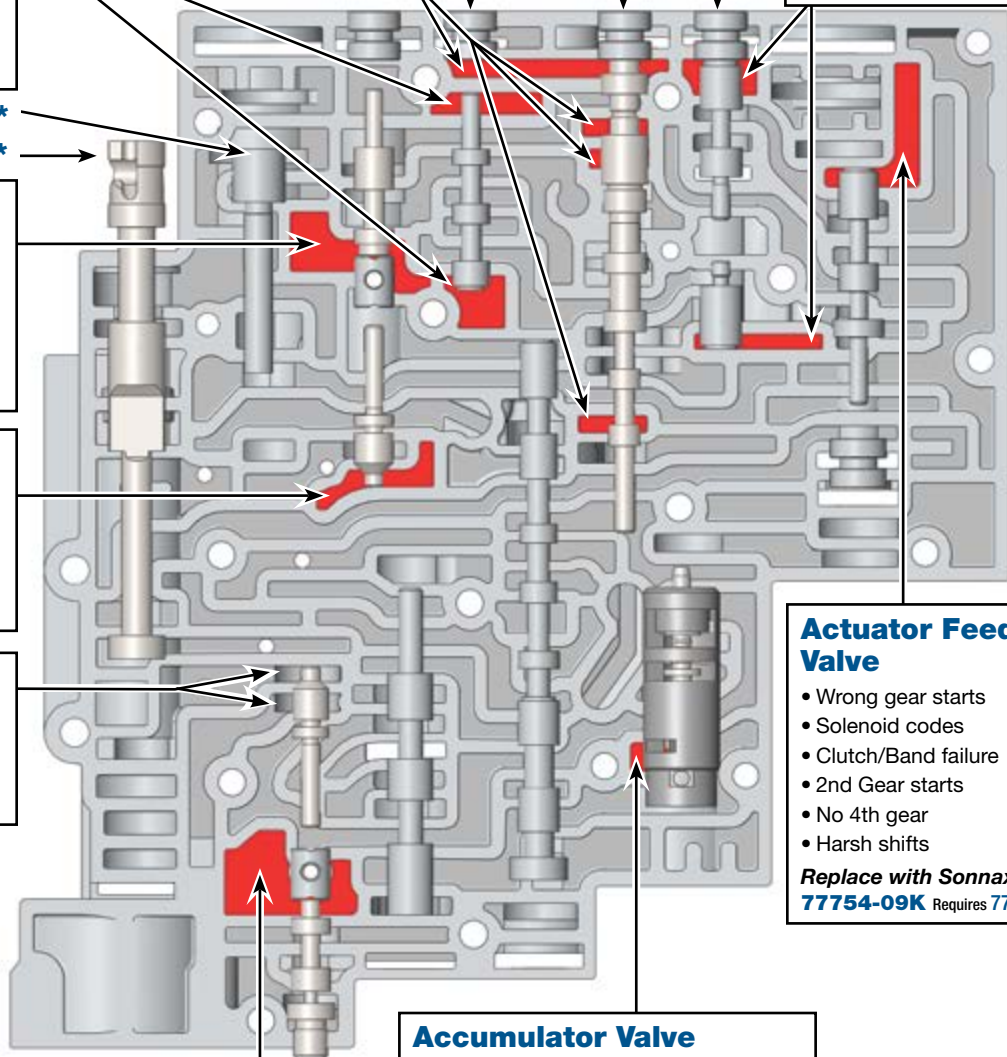 *
*
Actuator Feed
Valve
• Wrong gear starts
• Solenoid codes
• Clutch/Band failure
• 2nd Gear starts
• No 4th gear
• Harsh shifts
Replace with Sonnax
77754-09K Requires 77
Accumulator Valve